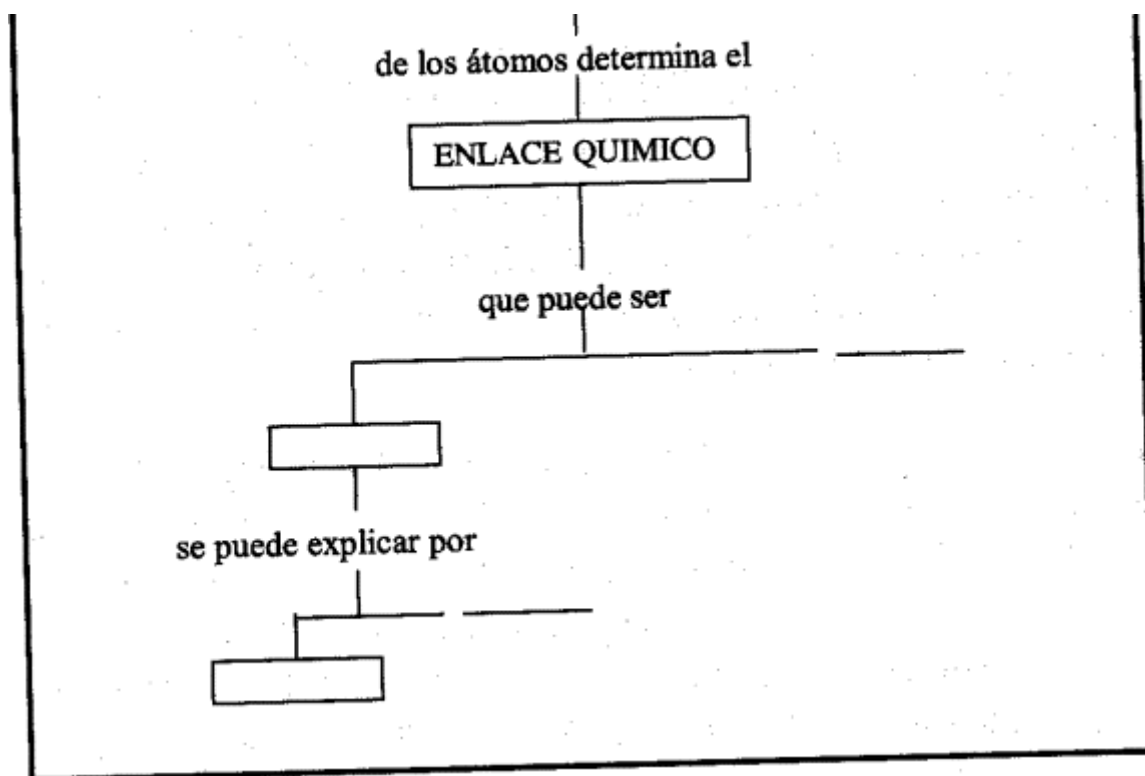 de los átomos determina el
ENLACE QUIMICO
que puede ser
se puede explicar por